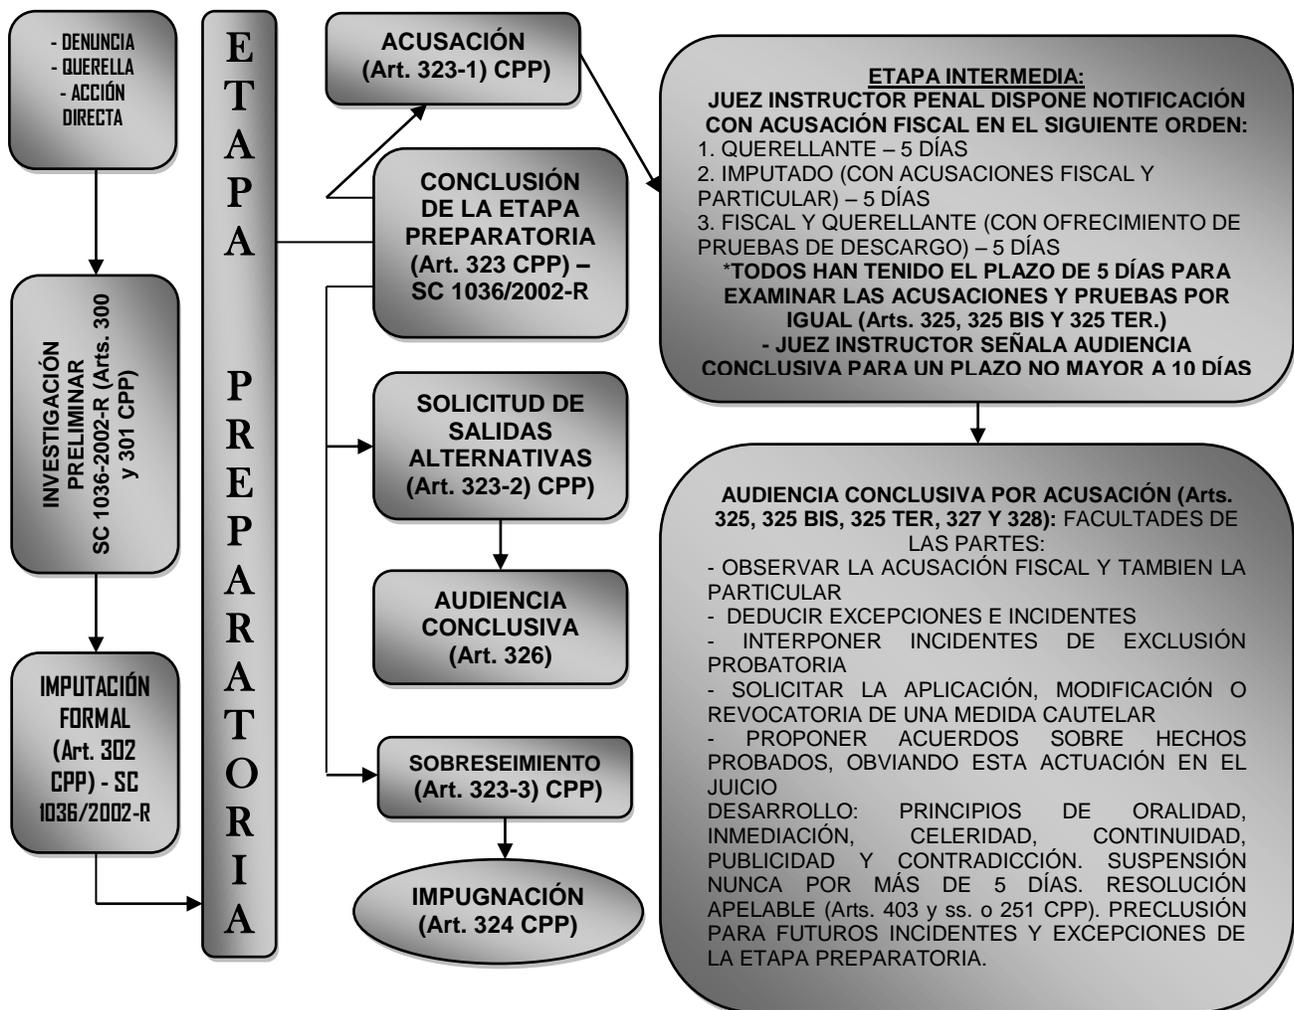 - DENUNCIA
- QUERELLA
- ACCIÓN
DIRECTA
INVESTIGACIÓN
PRELIMINAR
SC 1036-2002-R (Arts. 300
y 301 CPP)
IMPUTACIÓN
FORMAL
(Art. 302
CPP) - SC
1036/2002-R
ETAPA PREPARATORIA
ACUSACIÓN
(Art. 323-1) CPP)
CONCLUSIÓN
DE LA ETAPA
PREPARATORIA
(Art. 323 CPP) –
SC 1036/2002-R
SOLICITUD DE
SALIDAS
ALTERNATIVAS
(Art. 323-2) CPP)
AUDIENCIA
CONCLUSIVA
(Art. 326)
SOBRESEIMIENTO
(Art. 323-3) CPP)
IMPUGNACIÓN
(Art. 324 CPP)
ETAPA INTERMEDIA:
JUEZ INSTRUCTOR PENAL DISPONE NOTIFICACIÓN
CON ACUSACIÓN FISCAL EN EL SIGUIENTE ORDEN:
1. QUERELLANTE – 5 DÍAS
2. IMPUTADO (CON ACUSACIONES FISCAL Y
PARTICULAR) – 5 DÍAS
3. FISCAL Y QUERELLANTE (CON OFRECIMIENTO DE
PRUEBAS DE DESCARGO) – 5 DÍAS
*TODOS HAN TENIDO EL PLAZO DE 5 DÍAS PARA
EXAMINAR LAS ACUSACIONES Y PRUEBAS POR
IGUAL (Arts. 325, 325 BIS Y 325 TER.)
- JUEZ INSTRUCTOR SEÑALA AUDIENCIA
CONCLUSIVA PARA UN PLAZO NO MAYOR A 10 DÍAS
AUDIENCIA CONCLUSIVA POR ACUSACIÓN (Arts.
325, 325 BIS, 325 TER, 327 Y 328): FACULTADES DE
LAS PARTES:
- OBSERVAR LA ACUSACIÓN FISCAL Y TAMBIEN LA
PARTICULAR
- DEDUCIR EXCEPCIONES E INCIDENTES
- INTERPONER INCIDENTES DE EXCLUSIÓN
PROBATORIA
- SOLICITAR LA APLICACIÓN, MODIFICACIÓN O
REVOCATORIA DE UNA MEDIDA CAUTELAR
- PROPONER ACUERDOS SOBRE HECHOS
PROBADOS, OBVIANDO ESTA ACTUACIÓN EN EL
JUICIO
DESARROLLO: PRINCIPIOS DE ORALIDAD,
INMEDIACIÓN, CELERIDAD, CONTINUIDAD,
PUBLICIDAD Y CONTRADICCIÓN. SUSPENSIÓN
NUNCA POR MÁS DE 5 DÍAS. RESOLUCIÓN
APELABLE (Arts. 403 y ss. o 251 CPP). PRECLUSIÓN
PARA FUTUROS INCIDENTES Y EXCEPCIONES DE
LA ETAPA PREPARATORIA.